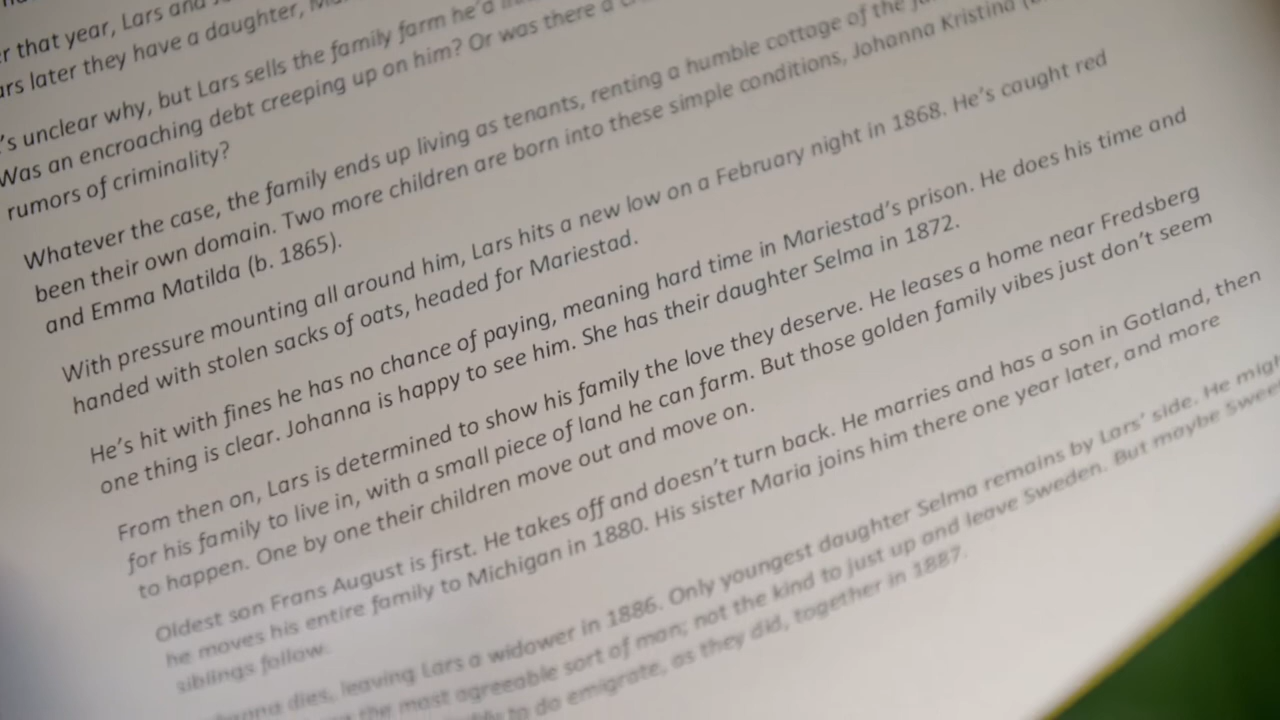 r that year, Lars and
rs later they have a daughter,
's unclear why, but Lars sells the family farm he'd
Was an encroaching debt creeping up on him? Or was there a
rumors of criminality?
Whatever the case, the family ends up living as tenants, renting a humble cottage of the
been their own domain. Two more children are born into these simple conditions, Johanna Kristina
and Emma Matilda (b. 1865).
With pressure mounting all around him, Lars hits a new low on a February night in 1868. He's caught red
handed with stolen sacks of oats, headed for Mariestad.
He's hit with fines he has no chance of paying, meaning hard time in Mariestad's prison. He does his time and
one thing is clear. Johanna is happy to see him. She has their daughter Selma in 1872.
From then on, Lars is determined to show his family the love they deserve. He leases a home near Fredsberg
for his family to live in, with a small piece of land he can farm. But those golden family vibes just don't seem
to happen. One by one their children move out and move on.
Oldest son Frans August is first. He takes off and doesn't turn back. He marries and has a son in Gotland, then
he moves his entire family to Michigan in 1880. His sister Maria joins him there one year later, and more
siblings follow.
dies, leaving Lars a widower in 1886. Only youngest daughter Selma remains by Lars' side. He
the most agreeable sort of man; not the kind to just up and leave Sweden. But maybe
to do emigrate, as they did, together in 1887.